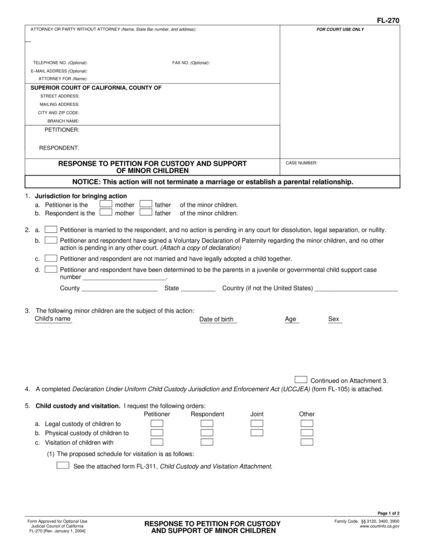 FL-270
ATTORNEY OR PARTY WITHOUT ATTORNEY (Name, State Bar number, and address):
FOR COURT USE ONLY
TELEPHONE NO. (Optional):
FAX NO. (Optional):
E-MAIL ADDRESS (Optional):
ATTORNEY FOR (Name):
SUPERIOR COURT OF CALIFORNIA, COUNTY OF
STREET ADDRESS:
MAILING ADDRESS:
CITY AND ZIP CODE:
BRANCH NAME:
PETITIONER:
RESPONDENT:
RESPONSE TO PETITION FOR CUSTODY AND SUPPORT
OF MINOR CHILDREN
CASE NUMBER:
NOTICE: This action will not terminate a marriage or establish a parental relationship.
1. Jurisdiction for bringing action
a. Petitioner is the mother father of the minor children.
b. Respondent is the mother father of the minor children.
2. a. Petitioner is married to the respondent, and no action is pending in any court for dissolution, legal separation, or nullity.
b. Petitioner and respondent have signed a Voluntary Declaration of Paternity regarding the minor children, and no other
action is pending in any other court. (Attach a copy of declaration)
c. Petitioner and respondent are not married and have legally adopted a child together.
d. Petitioner and respondent have been determined to be the parents in a juvenile or governmental child support case
number .
County State Country (if not the United States)
3. The following minor children are the subject of this action:
Child's name Date of birth Age Sex
Continued on Attachment 3.
4. A completed Declaration Under Uniform Child Custody Jurisdiction and Enforcement Act (UCCJEA) (form FL-105) is attached.
5. Child custody and visitation. I request the following orders:
Petitioner Respondent Joint Other
a. Legal custody of children to
b. Physical custody of children to
c. Visitation of children with
(1) The proposed schedule for visitation is as follows:
See the attached form FL-311, Child Custody and Visitation Attachment.
Page 1 of 2
Form Approved for Optional Use
Judicial Council of California
FL-270 [Rev. January 1, 2004]
RESPONSE TO PETITION FOR CUSTODY
AND SUPPORT OF MINOR CHILDREN
Family Code, §§ 3120, 3400, 3900
www.courtinfo.ca.gov